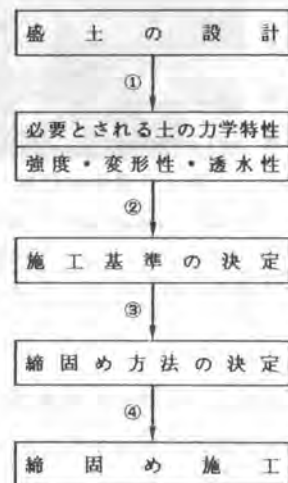 盛土の設計
①
必要とされる土の力学特性
強度・変形性・透水性
②
施工基準の決定
③
締固め方法の決定
④
締固め施工